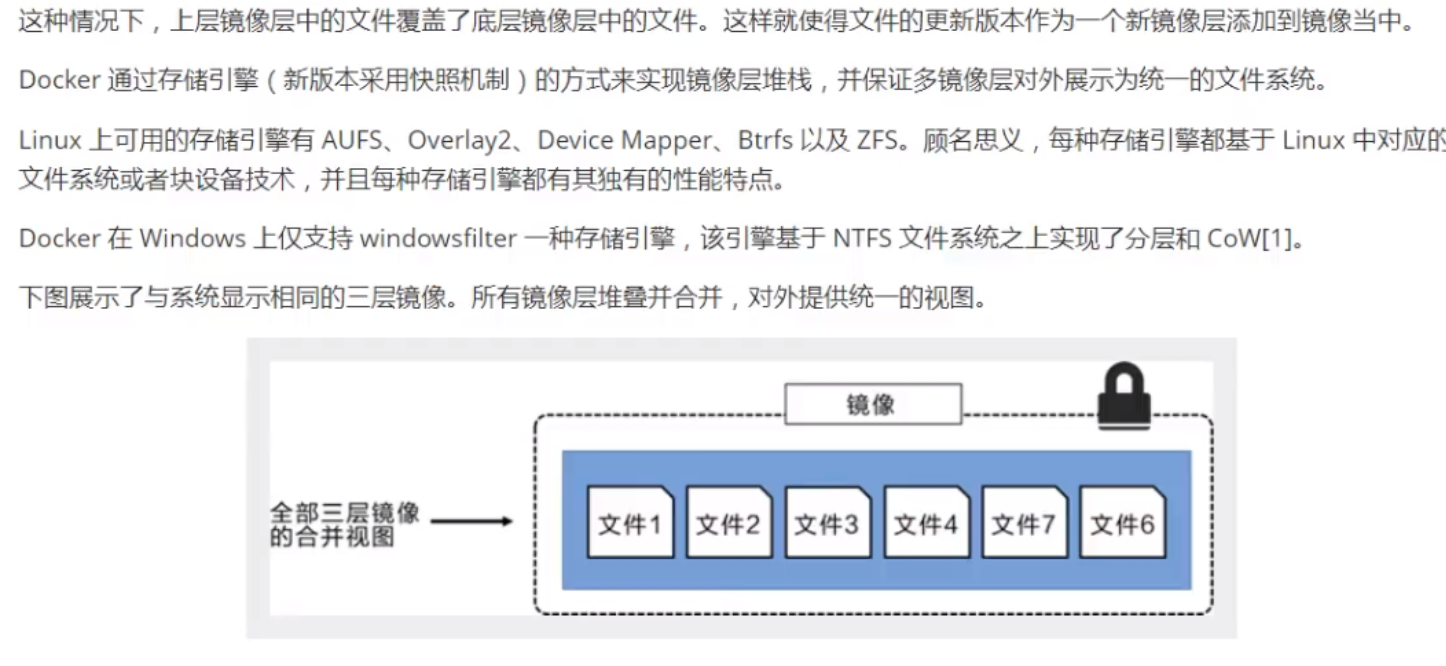 这种情况下，上层镜像层中的文件覆盖了底层镜像层中的文件。这样就使得文件的更新版本作为一个新镜像层添加到镜像当中。
Docker 通过存储引擎（新版本采用快照机制）的方式来实现镜像层堆栈，并保证多镜像层对外展示为统一的文件系统。
Linux 上可用的存储引擎有 AUFS、Overlay2、Device Mapper、Btrfs 以及 ZFS。顾名思义，每种存储引擎都基于 Linux 中对应的
文件系统或者块设备技术，并且每种存储引擎都有其独有的性能特点。
Docker 在 Windows 上仅支持 windowsfilter 一种存储引擎，该引擎基于 NTFS 文件系统之上实现了分层和 CoW[1]。
下图展示了与系统显示相同的三层镜像。所有镜像层堆叠并合并，对外提供统一的视图。
镜像
全部三层镜像
的合并视图
文件1 文件2 文件3 文件4 文件7 文件6